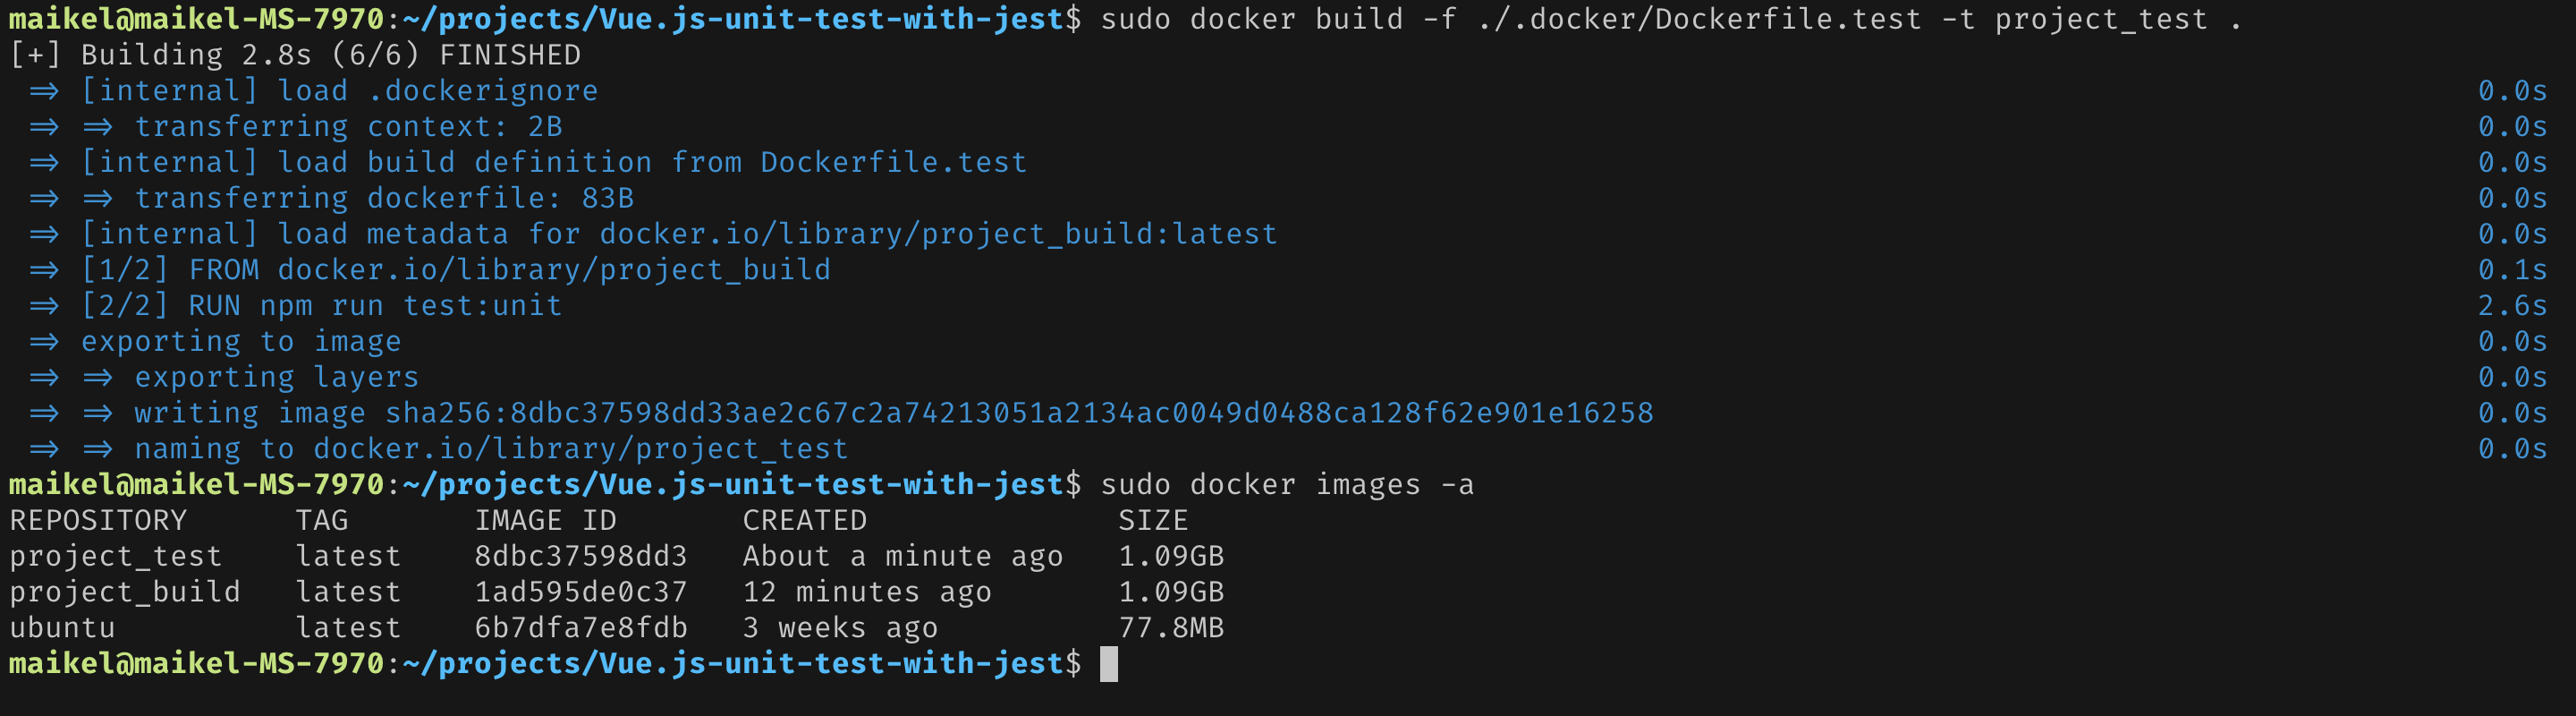 maikel@maikel-MS-7970:~/projects/Vue.js-unit-test-with-jest$ sudo docker build -f ./.docker/Dockerfile.test -t project_test .
[+] Building 2.8s (6/6) FINISHED
=> [internal] load .dockerignore 0.0s
=> => transferring context: 2B 0.0s
=> [internal] load build definition from Dockerfile.test 0.0s
=> => transferring dockerfile: 83B 0.0s
=> [internal] load metadata for docker.io/library/project_build:latest 0.0s
=> [1/2] FROM docker.io/library/project_build 0.1s
=> [2/2] RUN npm run test:unit 2.6s
=> exporting to image 0.0s
=> => exporting layers 0.0s
=> => writing image sha256:8dbc37598dd33ae2c67c2a74213051a2134ac0049d0488ca128f62e901e16258 0.0s
=> => naming to docker.io/library/project_test 0.0s
maikel@maikel-MS-7970:~/projects/Vue.js-unit-test-with-jest$ sudo docker images -a
REPOSITORY TAG IMAGE ID CREATED SIZE
project_test latest 8dbc37598dd3 About a minute ago 1.09GB
project_build latest 1ad595de0c37 12 minutes ago 1.09GB
ubuntu latest 6b7dfa7e8fdb 3 weeks ago 77.8MB
maikel@maikel-MS-7970:~/projects/Vue.js-unit-test-with-jest$